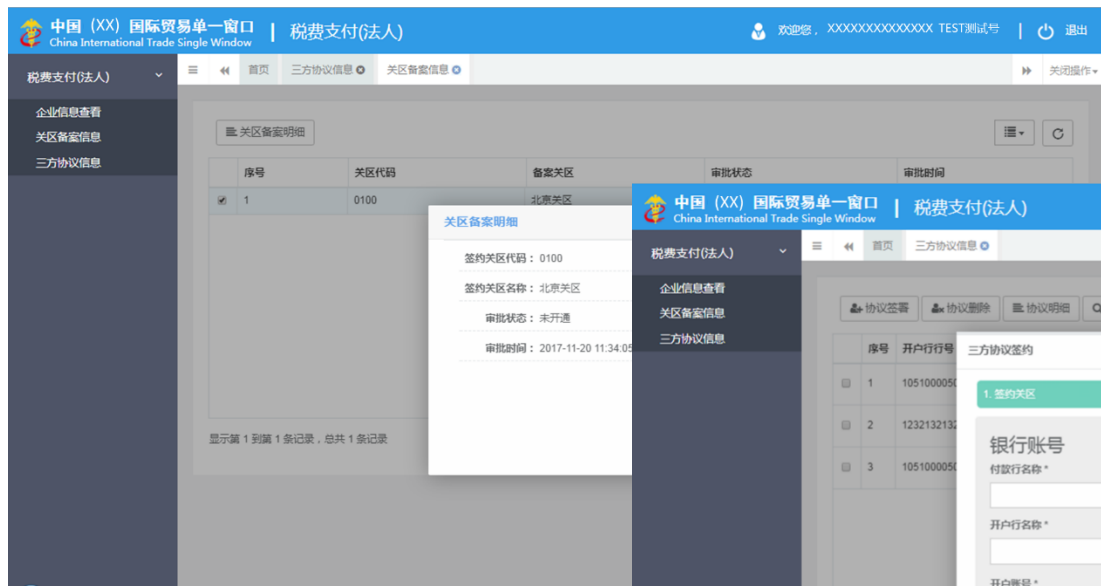 中国（XX）国际贸易单一窗口 | 税费支付(法人)
China International Trade Single Window
欢迎您，XXXXXXXXXXXXXX TEST测试号 | 退出
税费支付(法人)
首页 三方协议信息 关区备案信息 关闭操作
企业信息查看
关区备案信息
三方协议信息
关区备案明细
序号 关区代码 备案关区 审批状态 审批时间
1 0100 北京关区
关区备案明细
签约关区代码： 0100
签约关区名称： 北京关区
审批状态： 未开通
审批时间： 2017-11-20 11:34:05
显示第 1 到第 1 条记录，总共 1 条记录
中国（XX）国际贸易单一窗口 | 税费支付(法人)
China International Trade Single Window
税费支付(法人)
首页 三方协议信息
企业信息查看
关区备案信息
三方协议信息
协议签署 协议删除 协议明细
序号 开户行行号
1 1051000050
2 1232132132
3 1051000050
三方协议签约
1. 签约关区
银行账号
付款行名称 *
开户行名称 *
开户账号 *